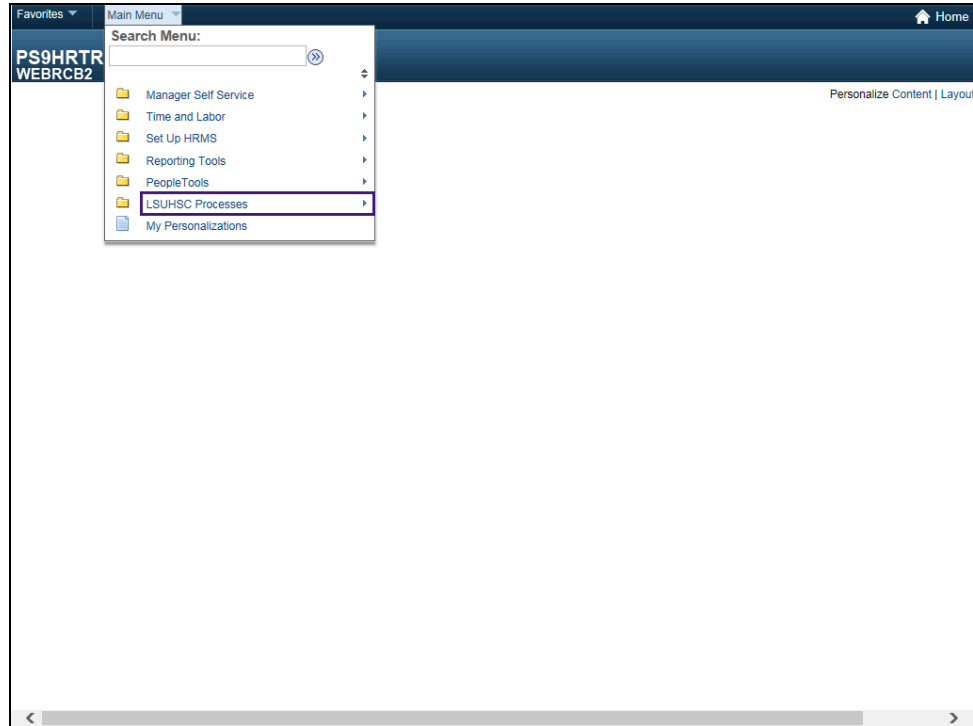 Favorites Main Menu Home
Search Menu:
PS9HRTR
WEBRCB2
Personalize Content | Layout
Manager Self Service
Time and Labor
Set Up HRMS
Reporting Tools
PeopleTools
LSUHSC Processes
My Personalizations